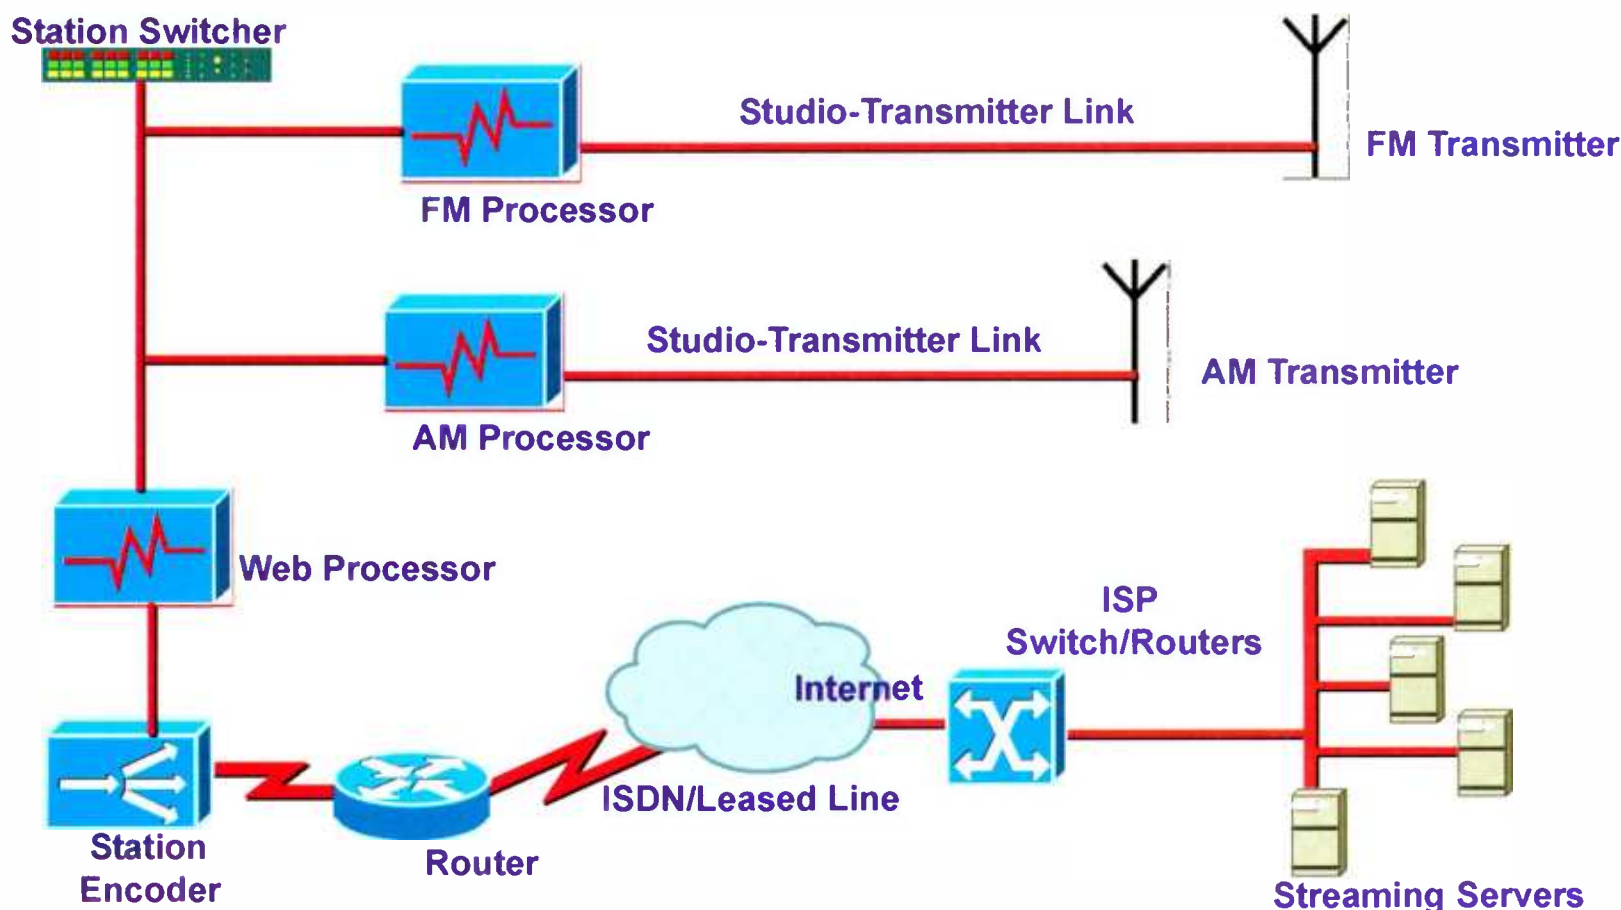 Station Switcher
Studio-Transmitter Link
FM Transmitter
FM Processor
Studio-Transmitter Link
AM Transmitter
AM Processor
Web Processor
ISP
Switch/Routers
Internet
ISDN/Leased Line
Station
Encoder
Router
Streaming Servers